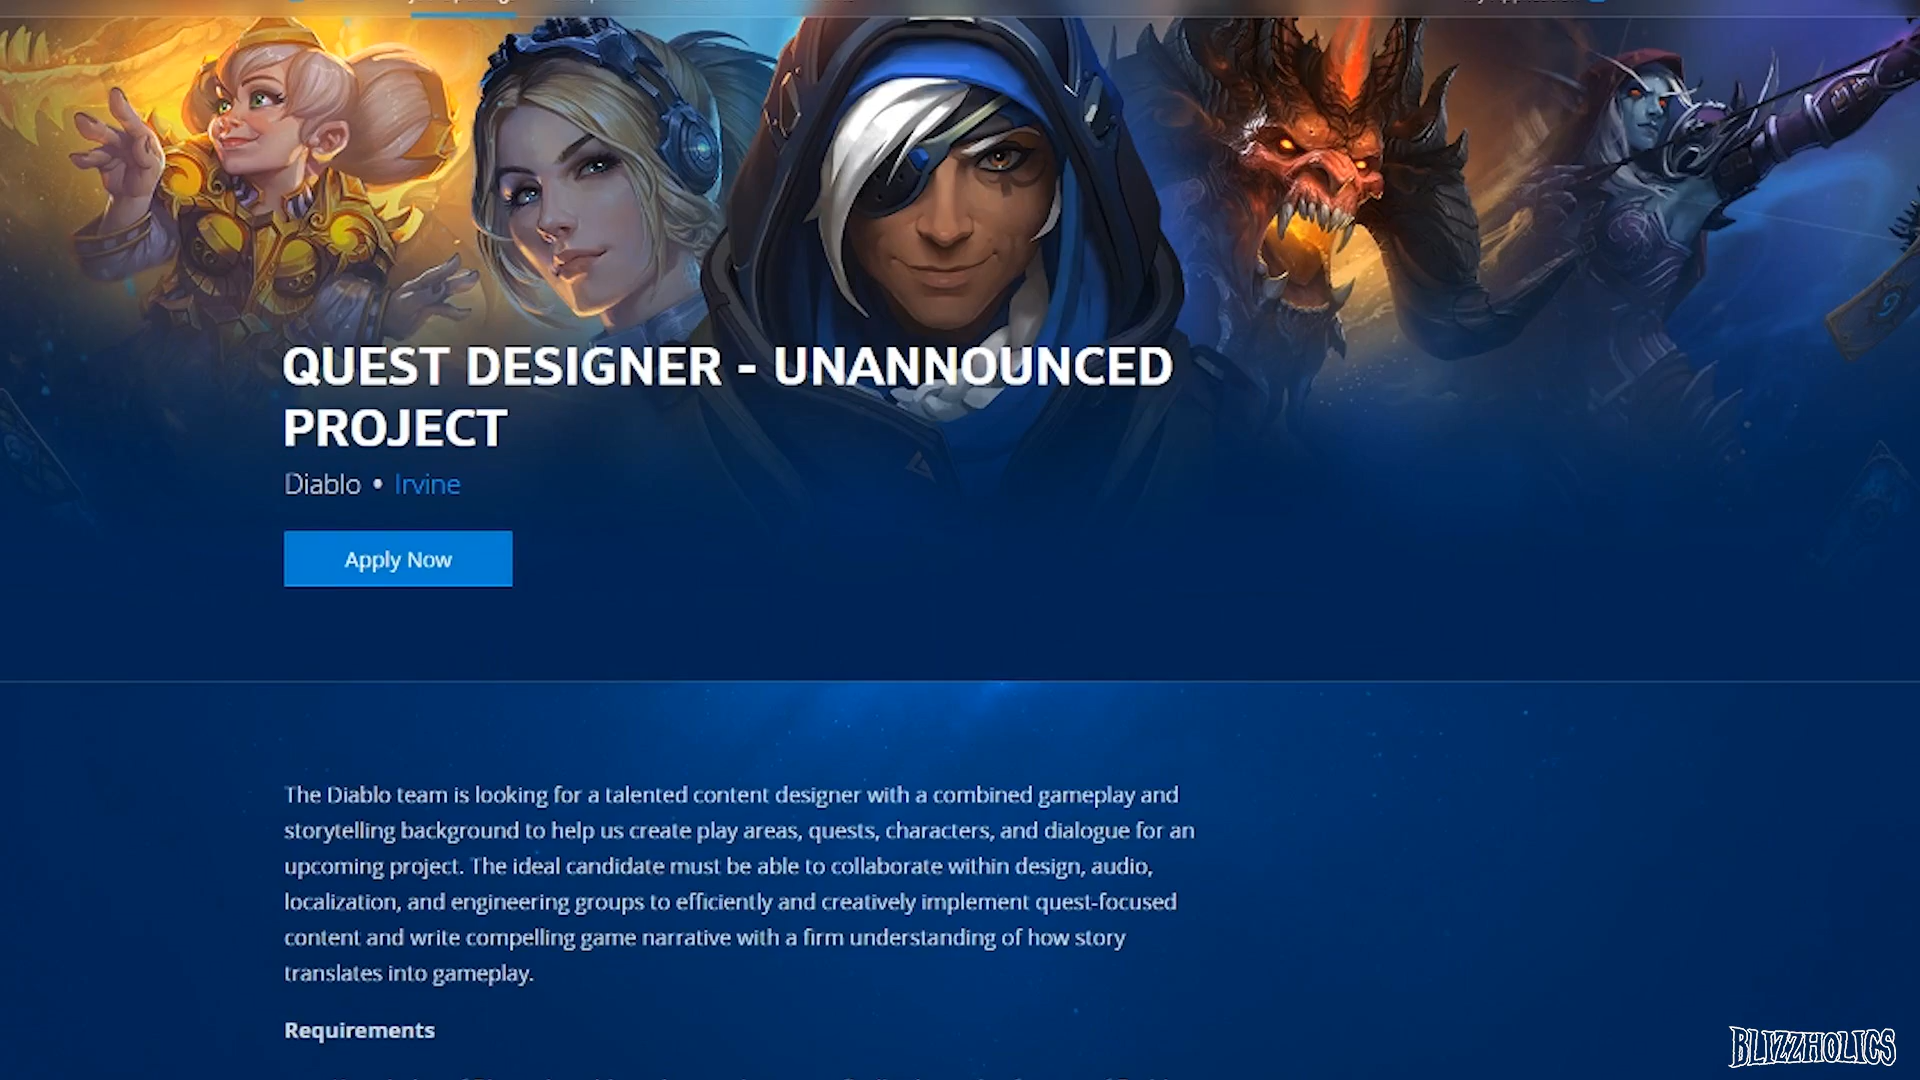 QUEST DESIGNER - UNANNOUNCED
PROJECT
Diablo • Irvine
Apply Now
The Diablo team is looking for a talented content designer with a combined gameplay and
storytelling background to help us create play areas, quests, characters, and dialogue for an
upcoming project. The ideal candidate must be able to collaborate within design, audio,
localization, and engineering groups to efficiently and creatively implement quest-focused
content and write compelling game narrative with a firm understanding of how story
translates into gameplay.
Requirements
BLIZZHOLICS